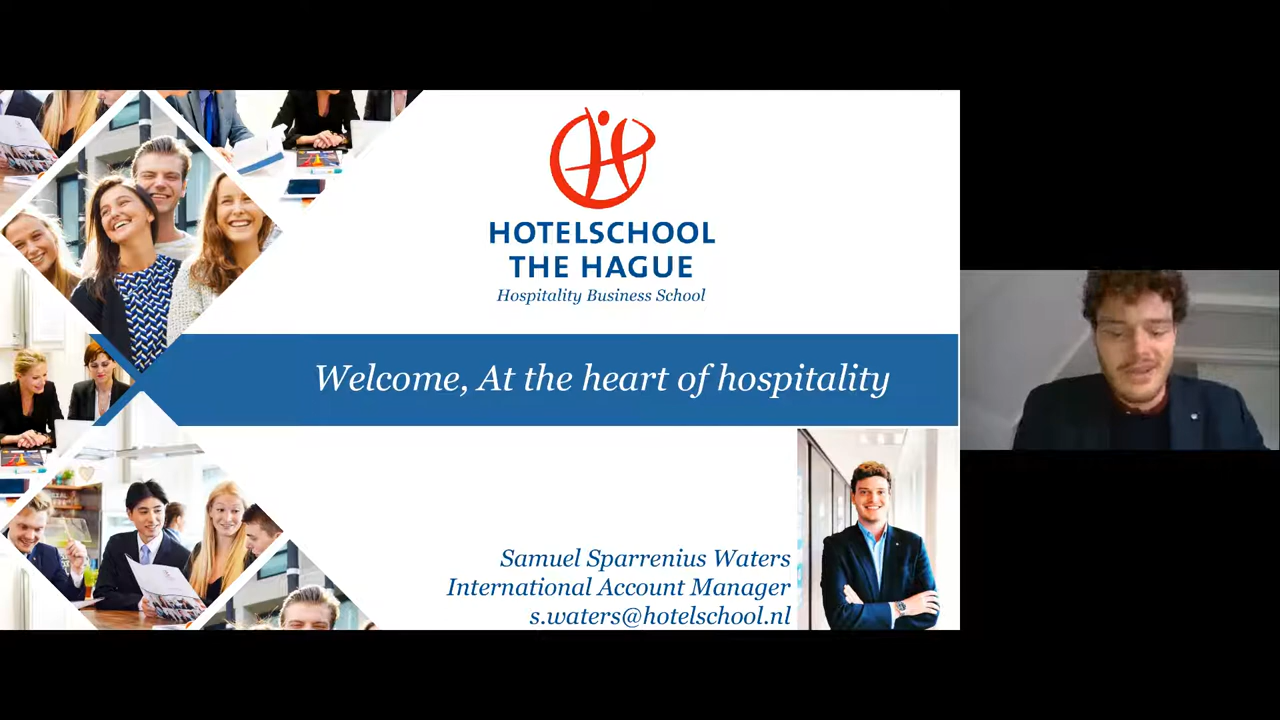 HOTELSCHOOL
THE HAGUE
Hospitality Business School
Welcome, At the heart of hospitality
Samuel Sparrenius Waters
International Account Manager
s.waters@hotelschool.nl